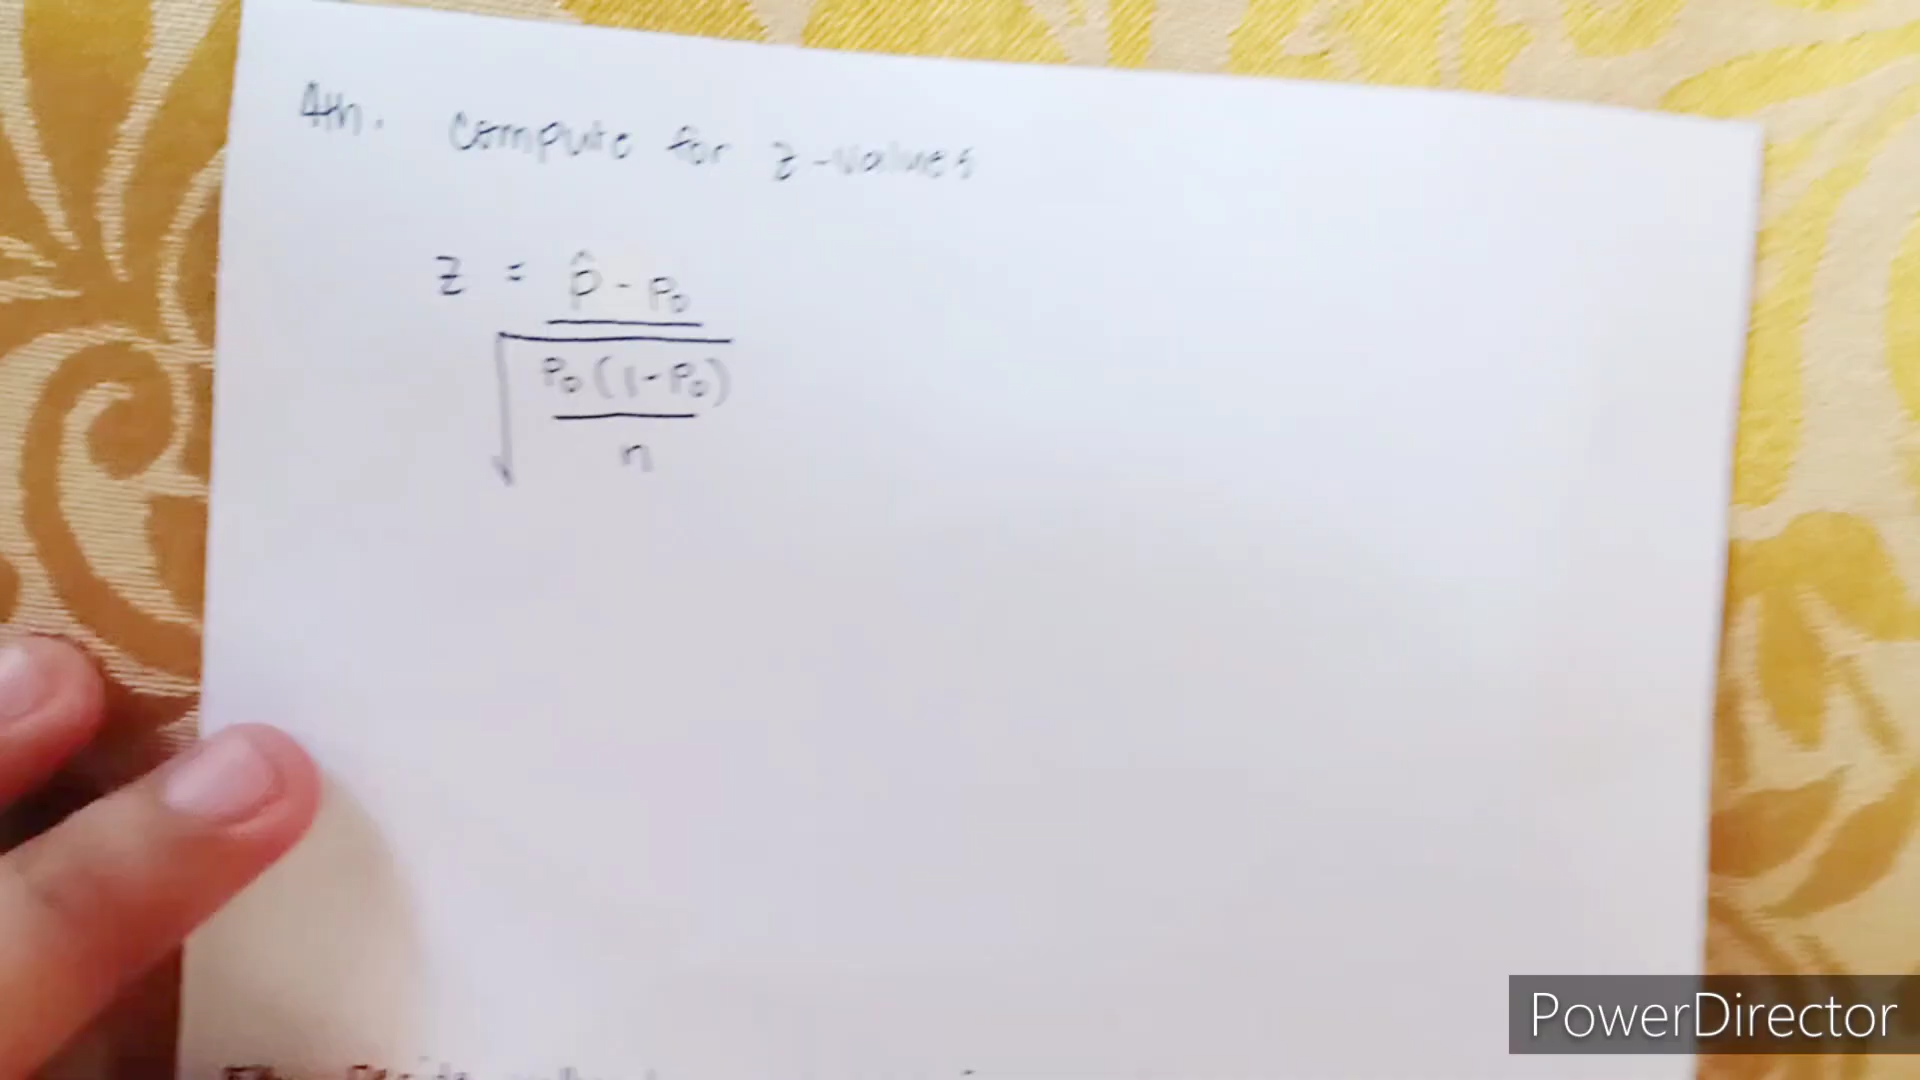 4th. Compute for z-values
z = p̂ - p₀
√ p₀ (1-p₀)
n
PowerDirector